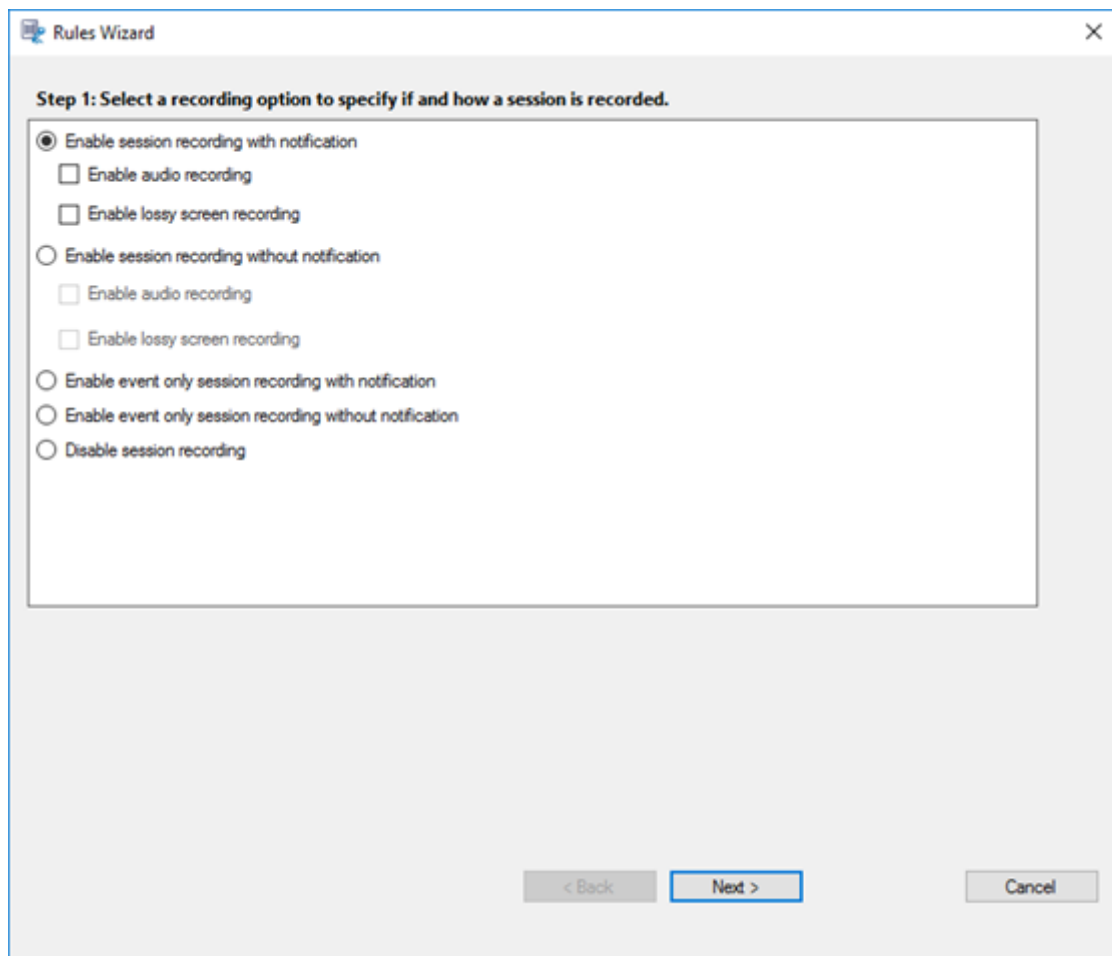 Rules Wizard
Step 1: Select a recording option to specify if and how a session is recorded.
Enable session recording with notification
Enable audio recording
Enable lossy screen recording
Enable session recording without notification
Enable audio recording
Enable lossy screen recording
Enable event only session recording with notification
Enable event only session recording without notification
Disable session recording
< Back Next > Cancel